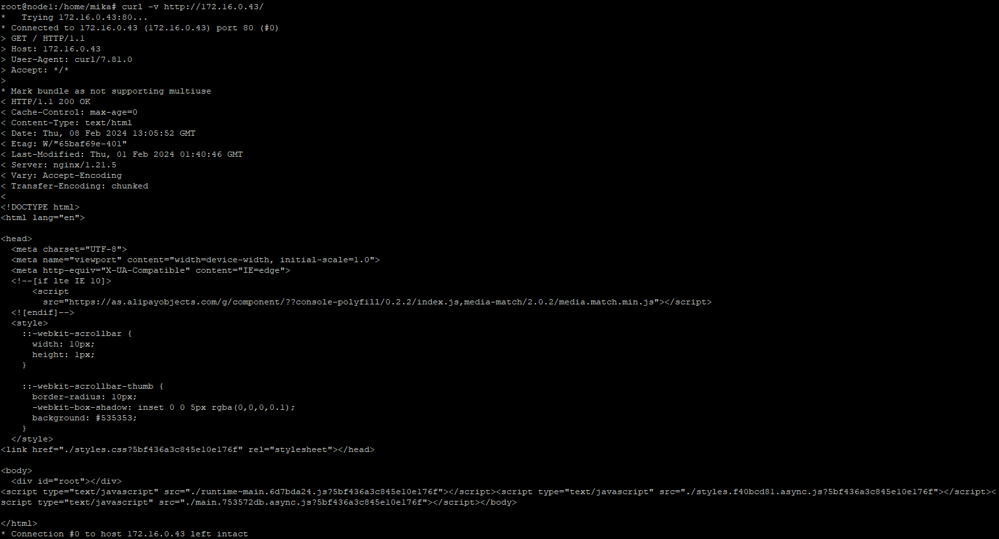 root@node1:/home/mika# curl -v http://172.16.0.43/
*   Trying 172.16.0.43:80...
* Connected to 172.16.0.43 (172.16.0.43) port 80 (#0)
> GET / HTTP/1.1
> Host: 172.16.0.43
> User-Agent: curl/7.81.0
> Accept: */*
>
* Mark bundle as not supporting multiuse
< HTTP/1.1 200 OK
< Cache-Control: max-age=0
< Content-Type: text/html
< Date: Thu, 08 Feb 2024 13:05:52 GMT
< Etag: W/"65baf69e-401"
< Last-Modified: Thu, 01 Feb 2024 01:40:46 GMT
< Server: nginx/1.21.5
< Vary: Accept-Encoding
< Transfer-Encoding: chunked
<
<!DOCTYPE html>
<html lang="en">

<head>
  <meta charset="UTF-8">
  <meta name="viewport" content="width=device-width, initial-scale=1.0">
  <meta http-equiv="X-UA-Compatible" content="IE=edge">
  <!--[if lte IE 10]>
      <script
        src="https://as.alipayobjects.com/g/component/??console-polyfill/0.2.2/index.js,media-match/2.0.2/media.match.min.js"></script>
  <![endif]-->
  <style>
    ::-webkit-scrollbar {
      width: 10px;
      height: 1px;
    }

    ::-webkit-scrollbar-thumb {
      border-radius: 10px;
      -webkit-box-shadow: inset 0 0 5px rgba(0,0,0,0.1);
      background: #535353;
    }
  </style>
<link href="./styles.css?5bf436a3c845e10e176f" rel="stylesheet"></head>

<body>
  <div id="root"></div>
<script type="text/javascript" src="./runtime~main.6d7bda24.js?5bf436a3c845e10e176f"></script><script type="text/javascript" src="./styles.f40bcd81.async.js?5bf436a3c845e10e176f"></script><
script type="text/javascript" src="./main.753572db.async.js?5bf436a3c845e10e176f"></script></body>

</html>
* Connection #0 to host 172.16.0.43 left intact